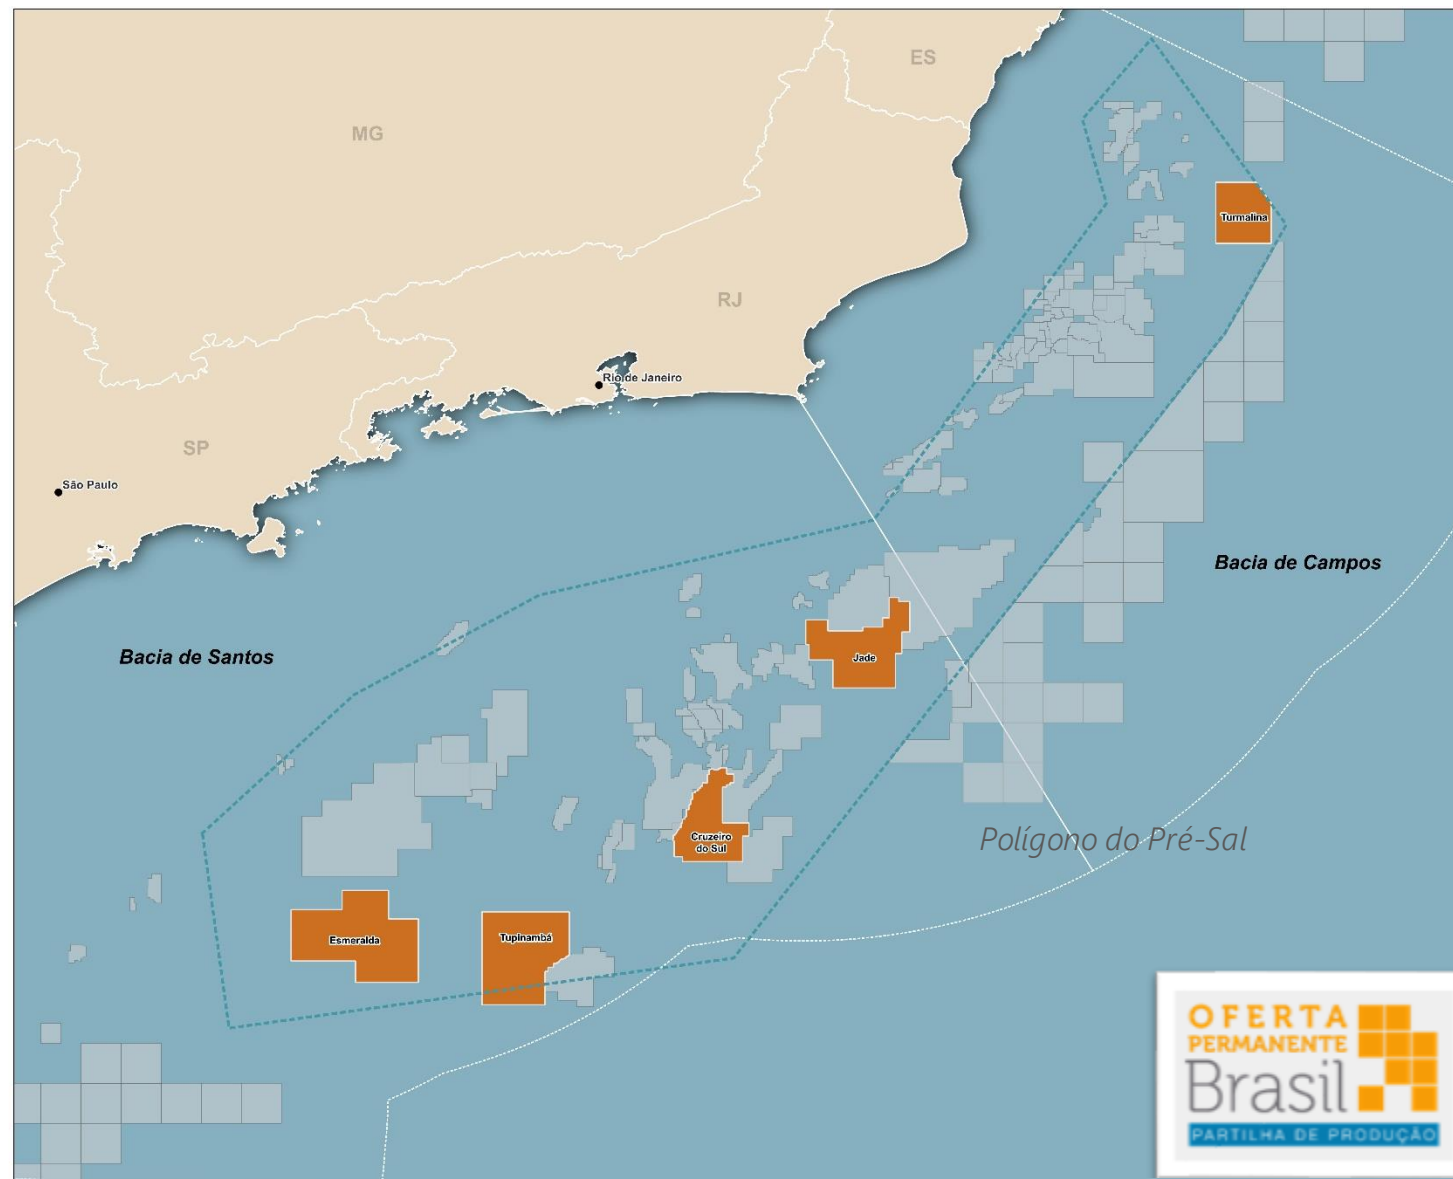 ES
MG
Turmalina
RJ
Rio de Janeiro
SP
São Paulo
Bacia de Campos
Bacia de Santos
Jade
Polígono do Pré-Sal
Cruzeiro
do Sul
Esmeralda
Tupinambá
OFERTA
PERMANENTE
Brasil
PARTILHA DE PRODUÇÃO